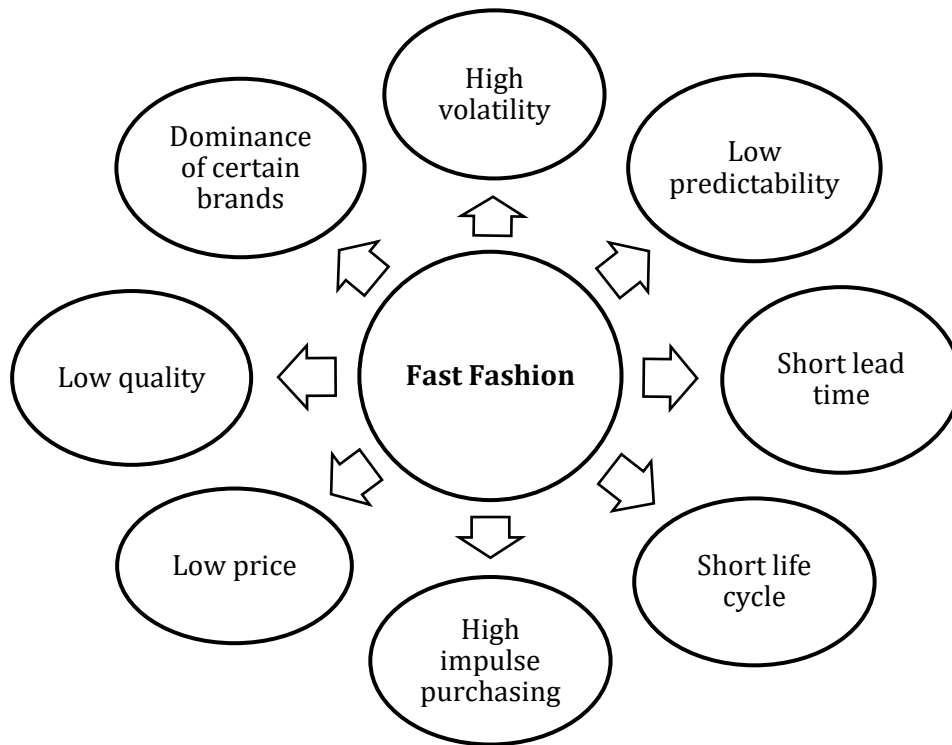 High
volatility
Dominance
of certain
brands
Low
predictability
Low quality
Fast Fashion
Short lead
time
Low price
Short life
cycle
High
impulse
purchasing